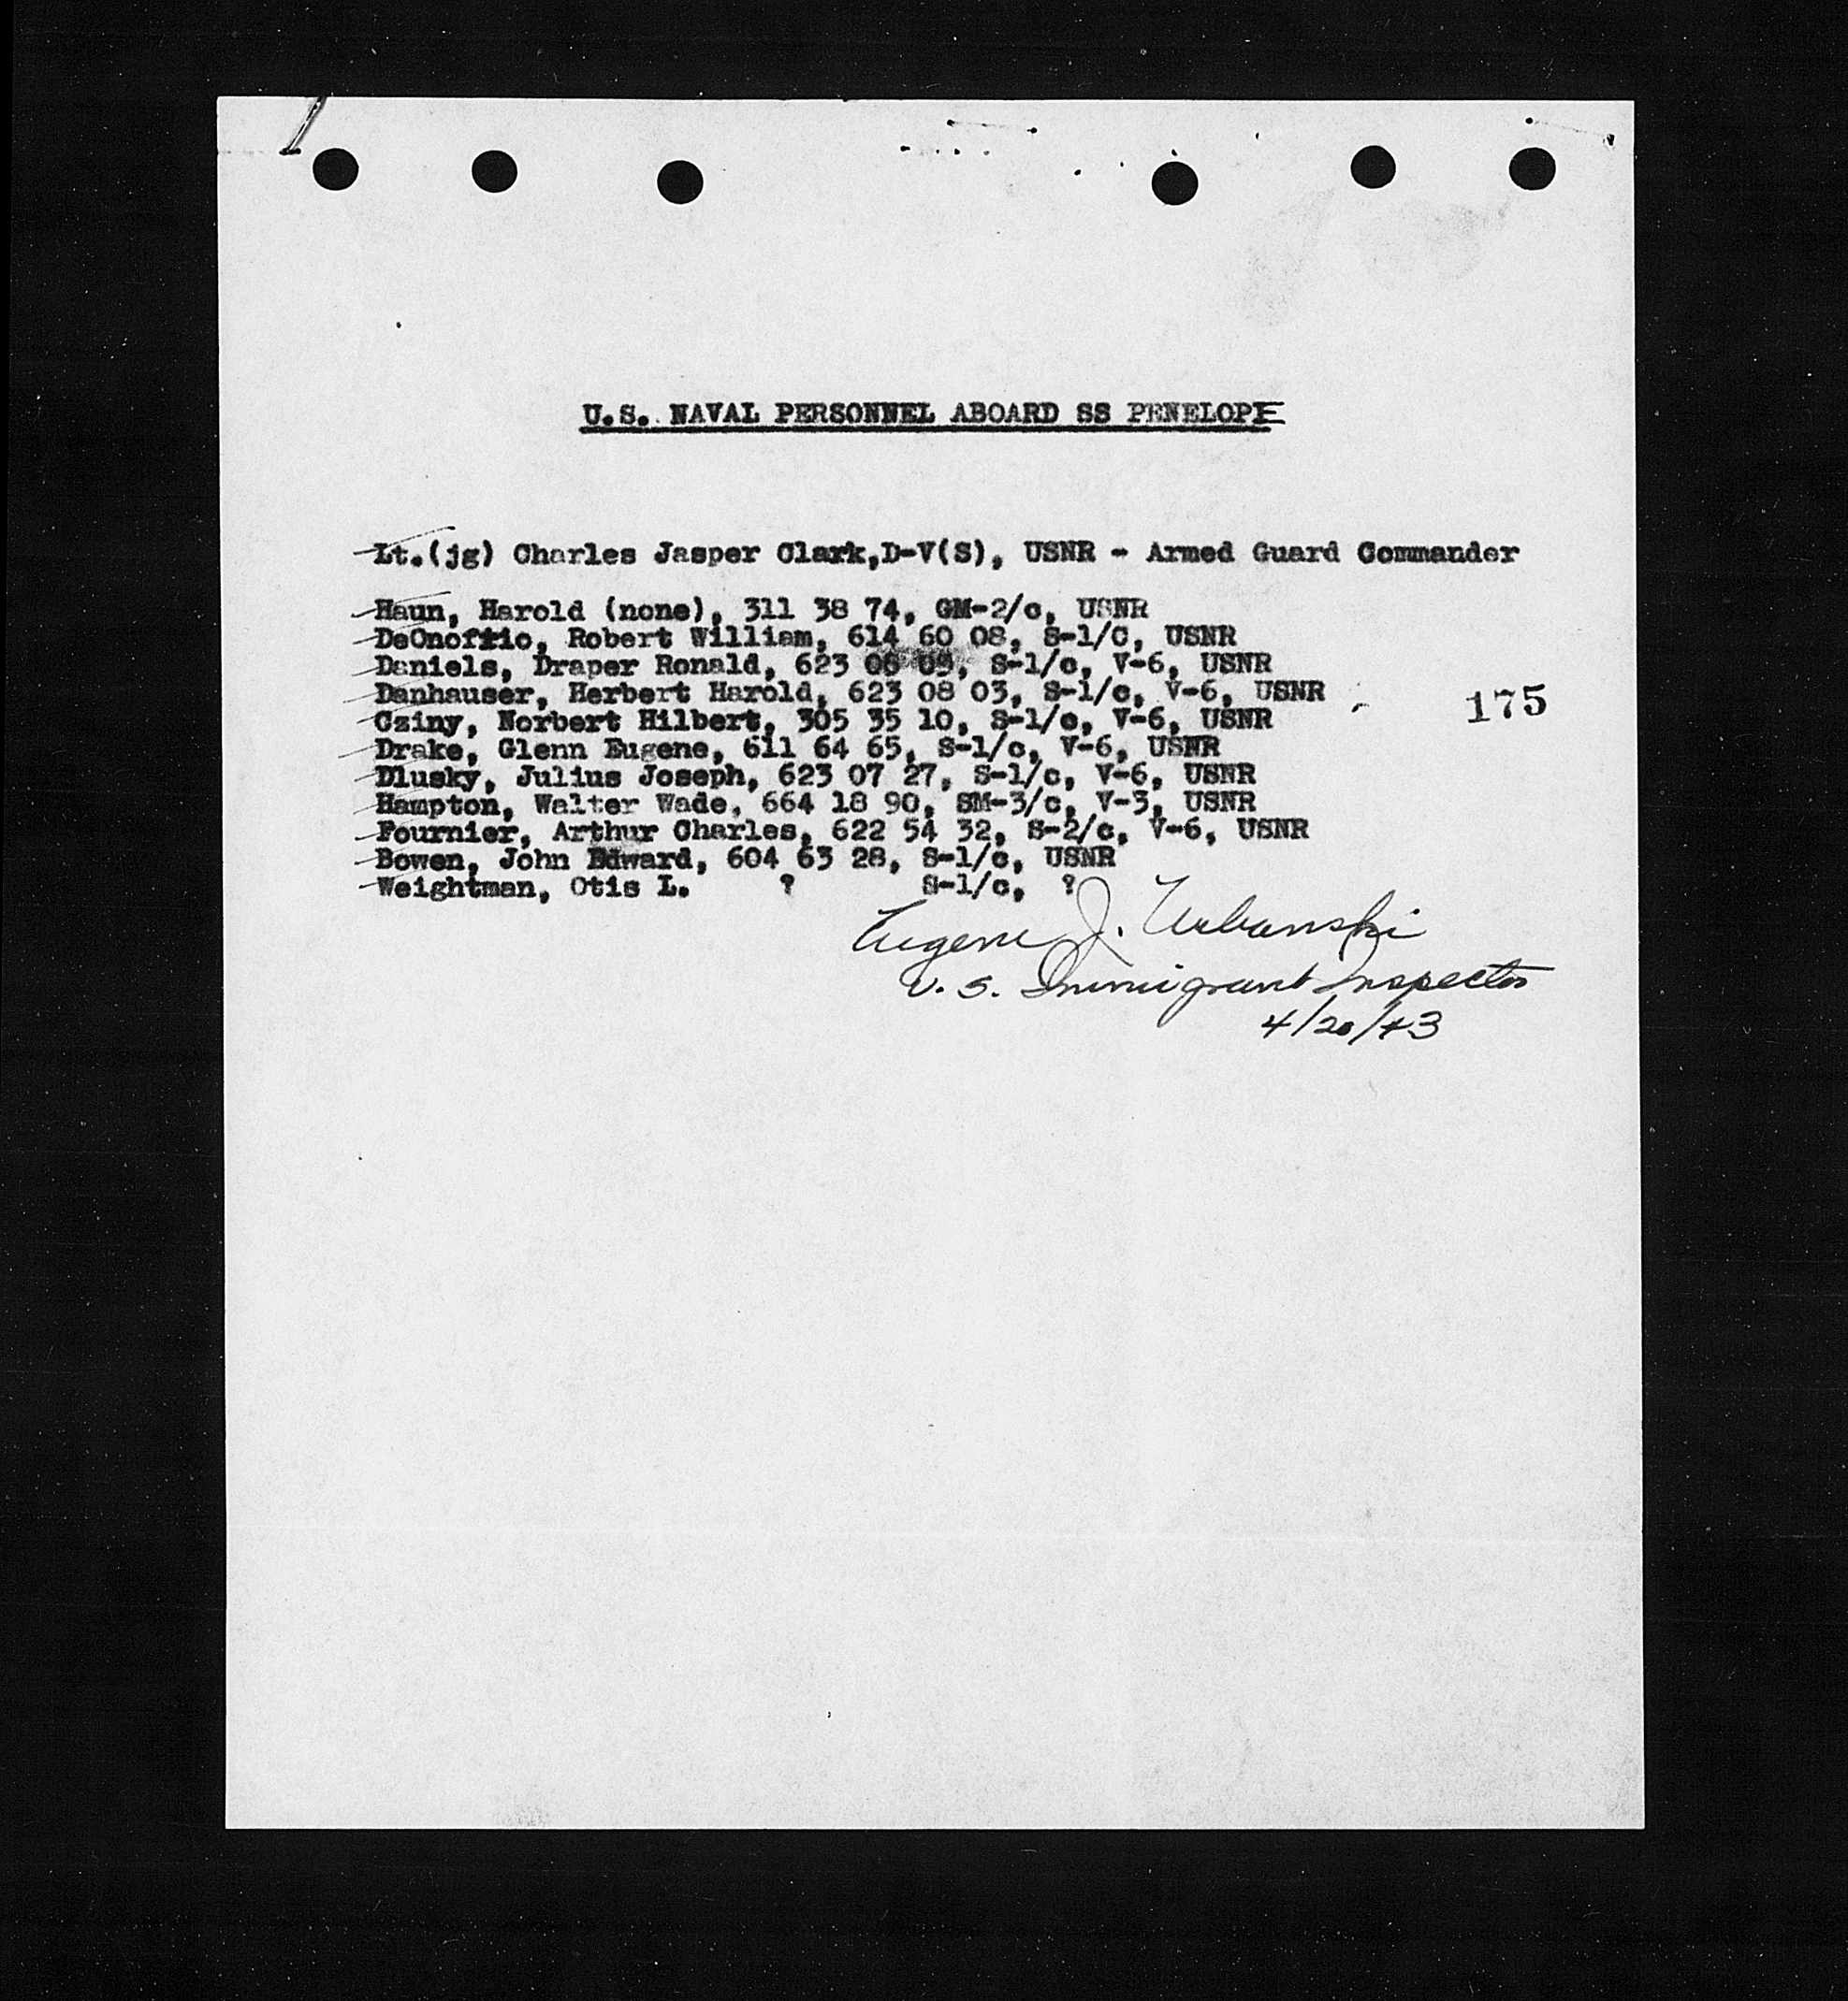 U.S. NAVAL PERSONNEL ABOARD SS PENELOPE
Lt.(jg) Charles Jasper Clark,D-V(S), USNR - Armed Guard Commander
Haun, Harold (none), 311 38 74, GM-2/c, USNR
DeOnofrio, Robert William, 614 60 08, S-1/C, USNR
Daniels, Draper Ronald, 623 S-1/c, V-6, USNR
Danhauser, Herbert Harold, 623 08 03, S-1/c, V-6, USNR
175
Cziny, Norbert Hilbert, 305 35 10, S-1/c, V-6, USNR
Drake, Glenn Eugene, 611 64 65, S-1/c, V-6, USNR
Dlusky, Julius Joseph, 623 07 27, S-1/c, V-6, USNR
Hampton, Walter Wade, 664 18 90, SM-3/c, V-3, USNR
Fournier, Arthur Charles, 622 54 32, S-2/c, V-6, USNR
Bowen, John Edward, 604 63 28, S-1/c, USNR
Weightman, Otis L. ? S-1/c, ?
Eugene J. Urbanski
U. S. Immigrant Inspector
4/20/43